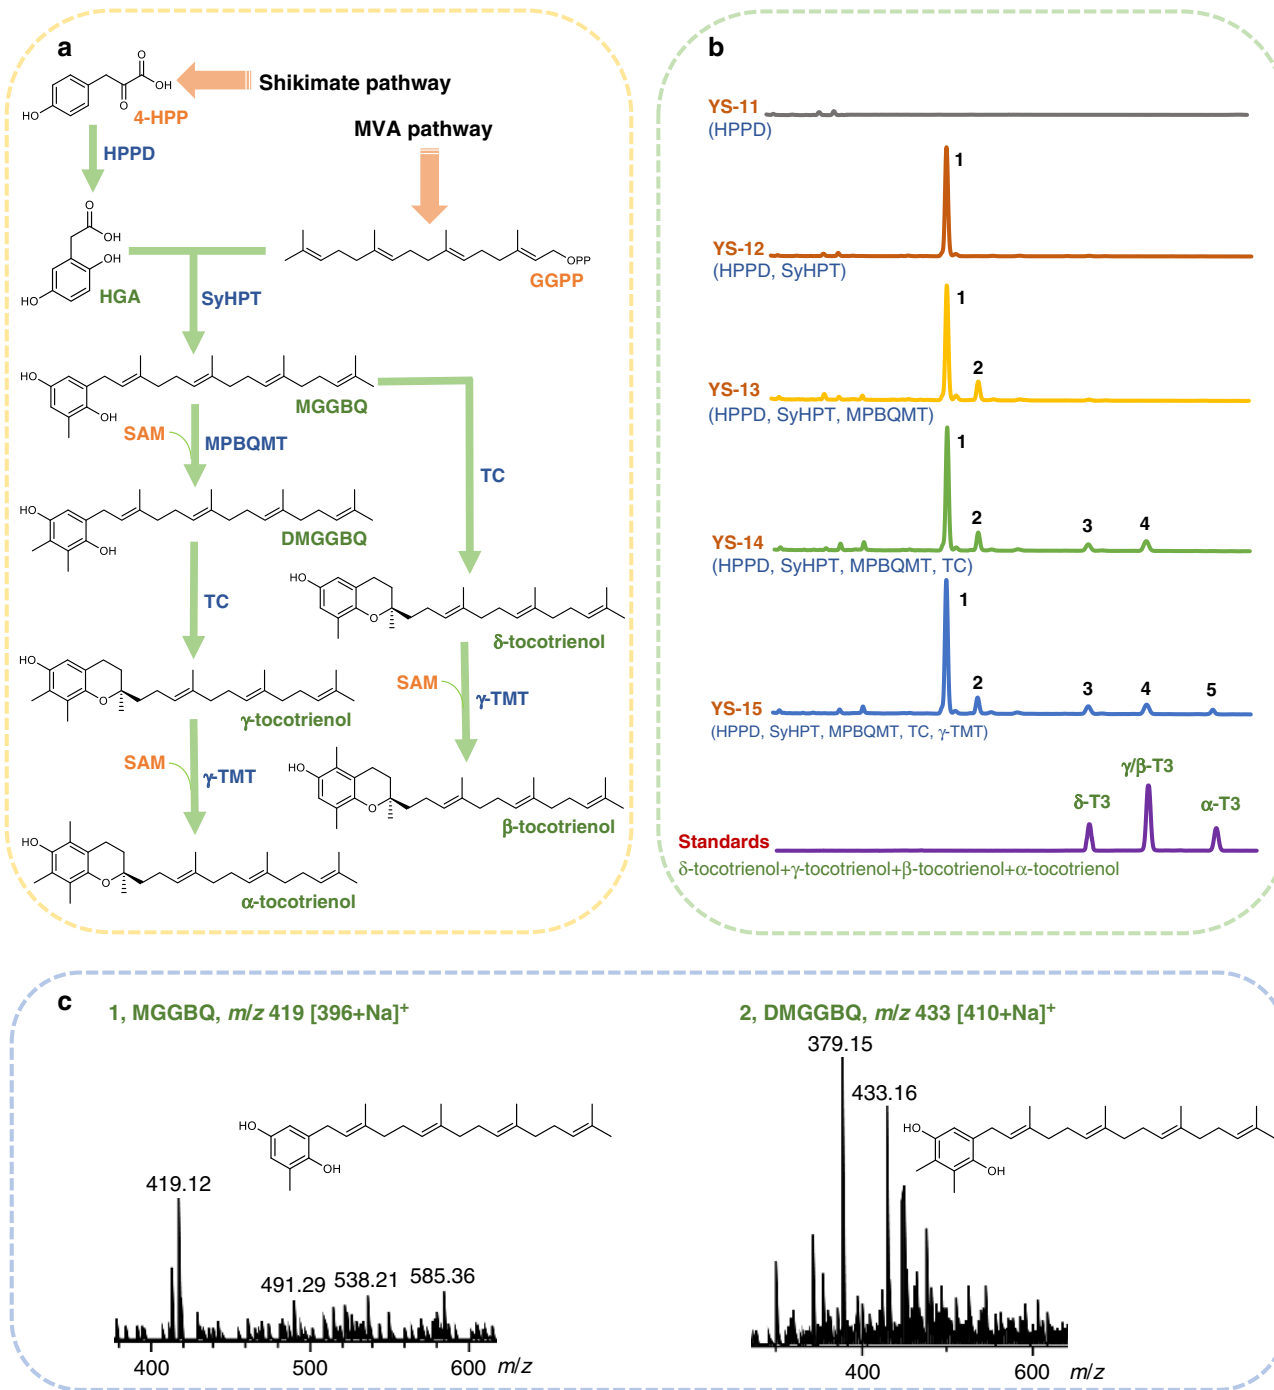 a
O
OH
O
HO
4-HPP
Shikimate pathway
MVA pathway
HPPD
O
OH
OH
HO
HGA
OPP
GGPP
SyHPT
HO
OH
MGGBQ
SAM
MPBQMT
TC
HO
OH
DMGGBQ
TC
HO
O
δ-tocotrienol
HO
O
γ-tocotrienol
SAM
γ-TMT
SAM
γ-TMT
HO
O
β-tocotrienol
HO
O
α-tocotrienol
b
YS-11
(HPPD)
1
YS-12
(HPPD, SyHPT)
1
2
YS-13
(HPPD, SyHPT, MPBQMT)
1
2
3
4
YS-14
(HPPD, SyHPT, MPBQMT, TC)
1
2
3
4
5
YS-15
(HPPD, SyHPT, MPBQMT, TC, γ-TMT)
γ/β-T3
δ-T3
α-T3
Standards
δ-tocotrienol+γ-tocotrienol+β-tocotrienol+α-tocotrienol
c
1, MGGBQ, m/z 419 [396+Na]+
HO
OH
419.12
491.29
538.21
585.36
400
500
600
m/z
2, DMGGBQ, m/z 433 [410+Na]+
379.15
433.16
HO
OH
400
600
m/z